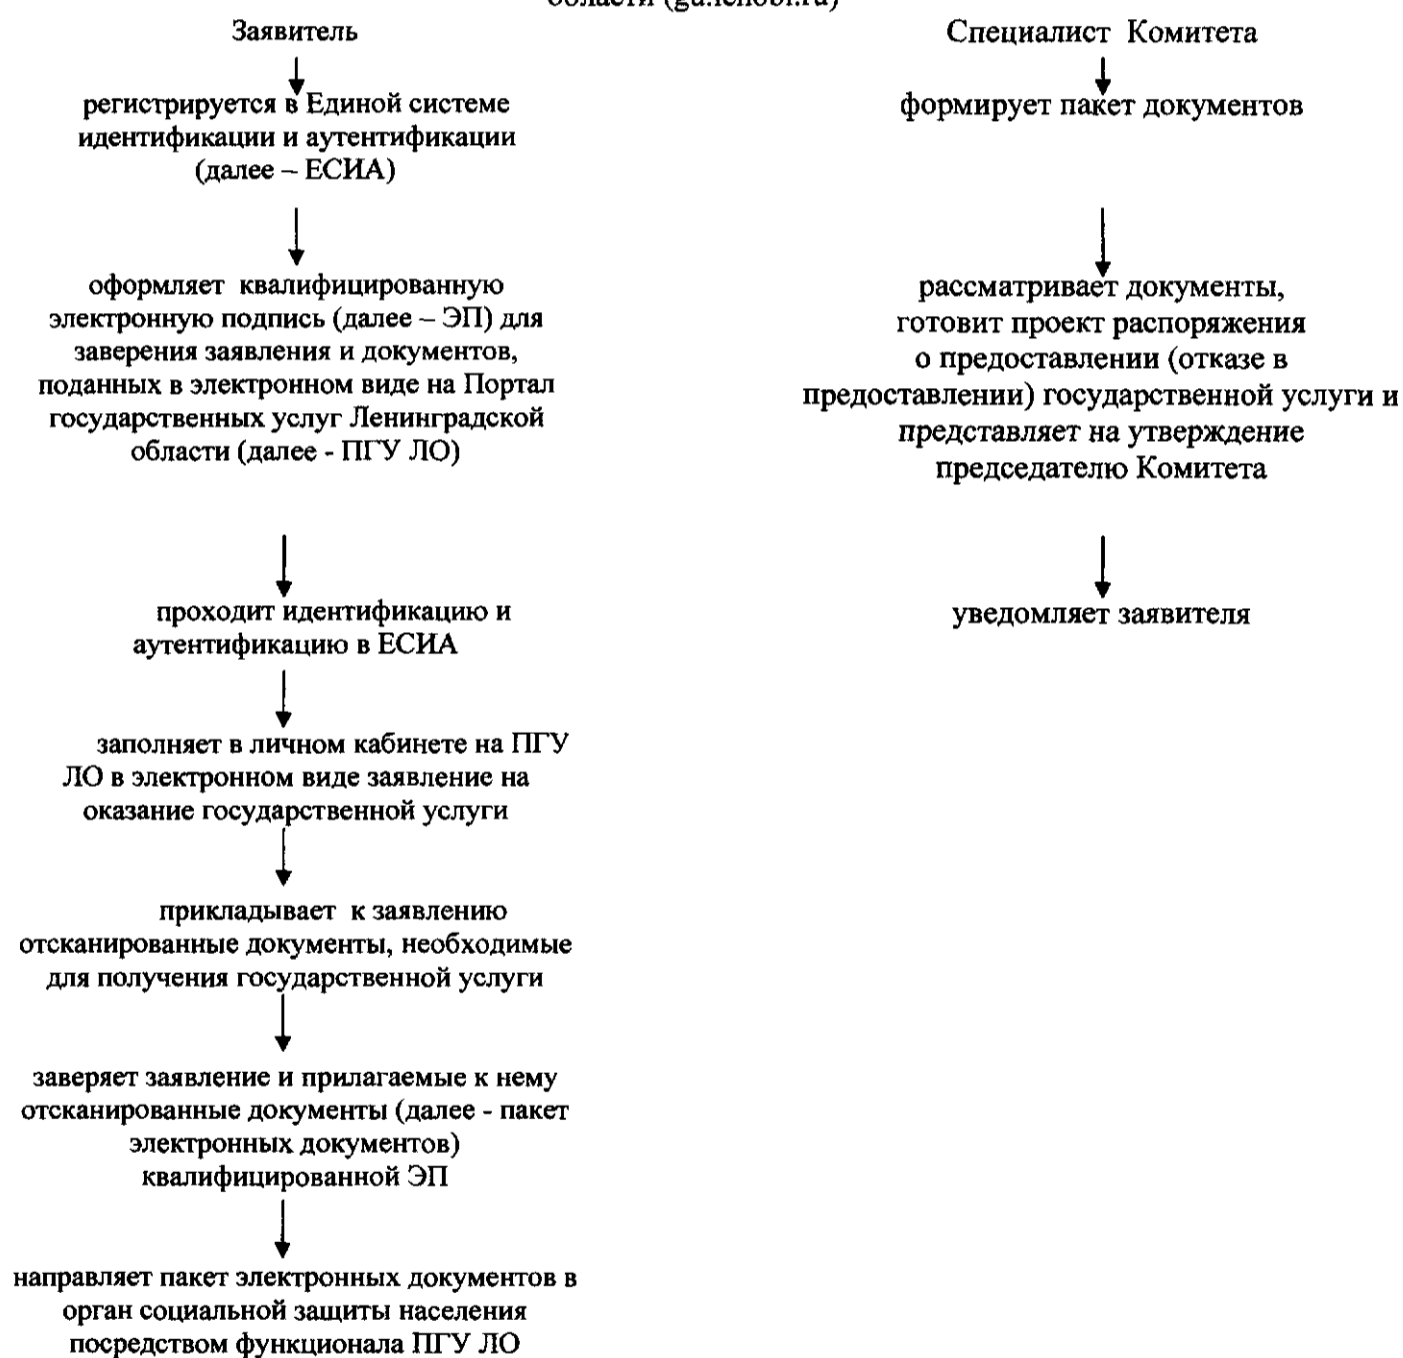 области (gu.lenobl.ru)
Заявитель
регистрируется в Единой системе
идентификации и аутентификации
(далее – ЕСИА)
оформляет квалифицированную
электронную подпись (далее – ЭП) для
заверения заявления и документов,
поданных в электронном виде на Портал
государственных услуг Ленинградской
области (далее - ПГУ ЛО)
проходит идентификацию и
аутентификацию в ЕСИА
заполняет в личном кабинете на ПГУ
ЛО в электронном виде заявление на
оказание государственной услуги
прикладывает к заявлению
отсканированные документы, необходимые
для получения государственной услуги
заверяет заявление и прилагаемые к нему
отсканированные документы (далее - пакет
электронных документов)
квалифицированной ЭП
направляет пакет электронных документов в
орган социальной защиты населения
посредством функционала ПГУ ЛО
Специалист Комитета
формирует пакет документов
рассматривает документы,
готовит проект распоряжения
о предоставлении (отказе в
предоставлении) государственной услуги и
представляет на утверждение
председателю Комитета
уведомляет заявителя